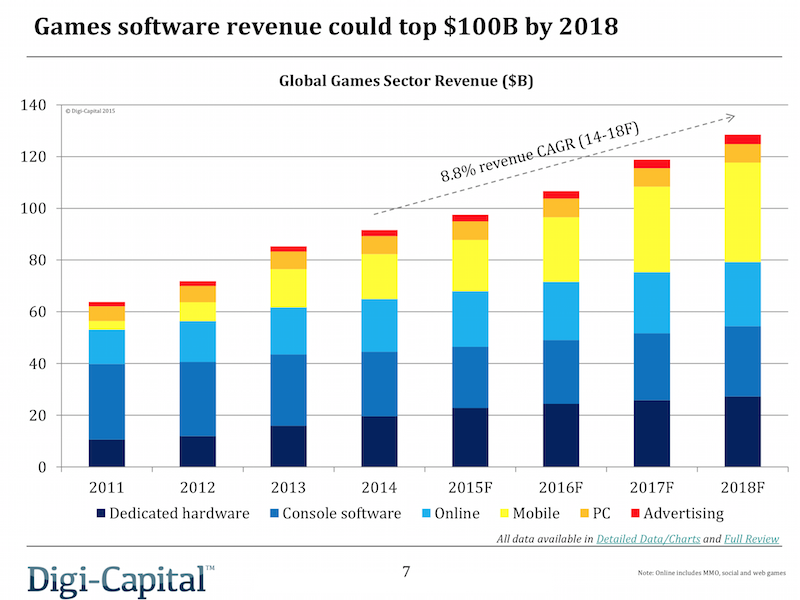 Games software revenue could top $100B by 2018
Global Games Sector Revenue ($B)
© Digi-Capital 2015
140
120
100
80
60
40
20
0
8.8% revenue CAGR (14-18F)
2011 2012 2013 2014 2015F 2016F 2017F 2018F
Dedicated hardware Console software Online Mobile PC Advertising
All data available in Detailed Data/Charts and Full Review
Digi-Capital™
7
Note: Online includes MMO, social and web games